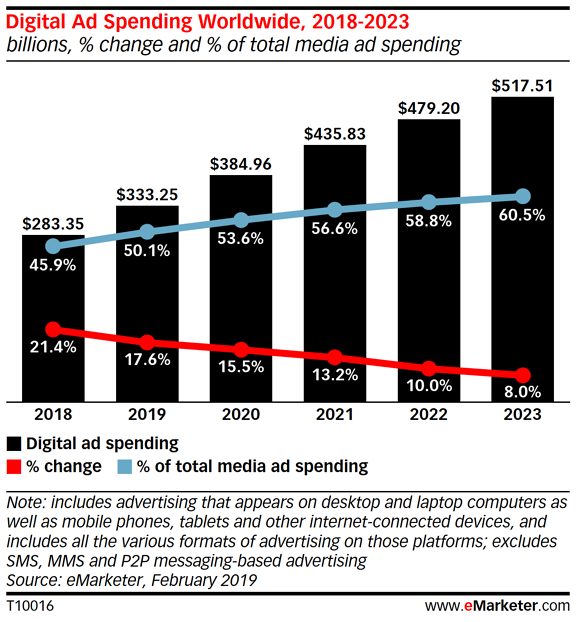 Digital Ad Spending Worldwide, 2018-2023
billions, % change and % of total media ad spending
$283.35
$333.25
$384.96
$435.83
$479.20
$517.51
45.9%
50.1%
53.6%
56.6%
58.8%
60.5%
21.4%
17.6%
15.5%
13.2%
10.0%
8.0%
2018 2019 2020 2021 2022 2023
Digital ad spending
% change % of total media ad spending
Note: includes advertising that appears on desktop and laptop computers as
well as mobile phones, tablets and other internet-connected devices, and
includes all the various formats of advertising on those platforms; excludes
SMS, MMS and P2P messaging-based advertising
Source: eMarketer, February 2019
T10016 www.eMarketer.com